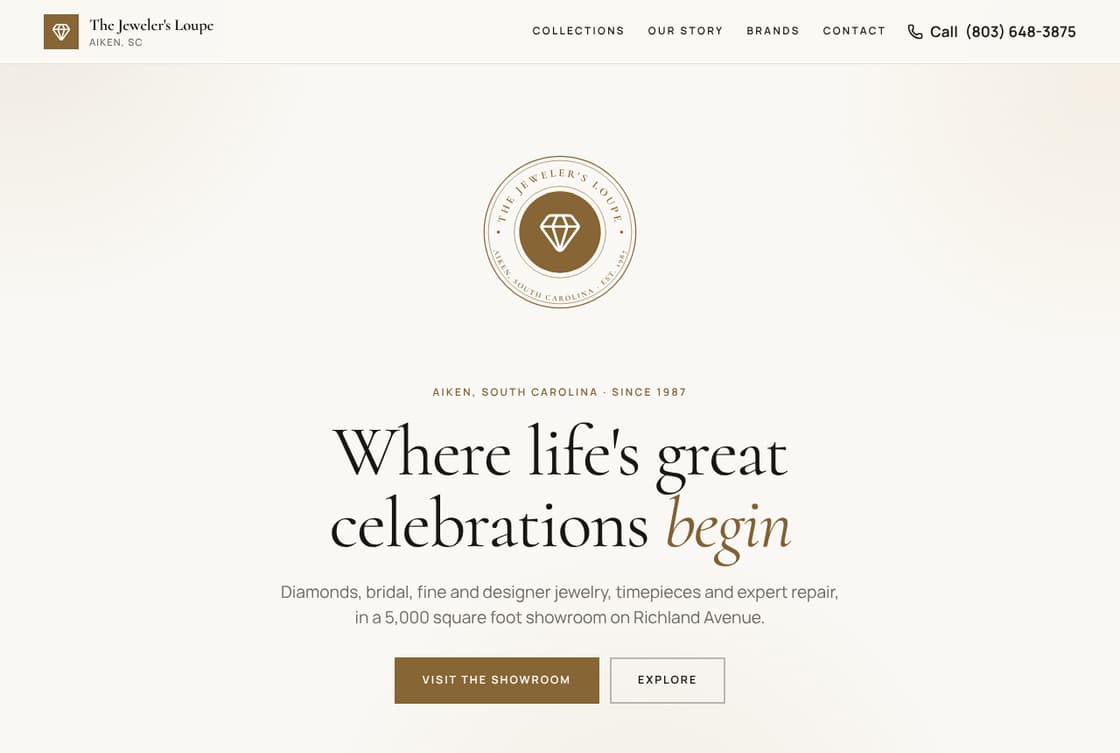 The Jeweler's Loupe
AIKEN, SC
COLLECTIONS
OUR STORY
BRANDS
CONTACT
Call (803) 648-3875
• THE JEWELER'S LOUPE •
AIKEN, SOUTH CAROLINA · EST. 1987
AIKEN, SOUTH CAROLINA · SINCE 1987
Where life's great
celebrations begin
Diamonds, bridal, fine and designer jewelry, timepieces and expert repair,
in a 5,000 square foot showroom on Richland Avenue.
VISIT THE SHOWROOM
EXPLORE